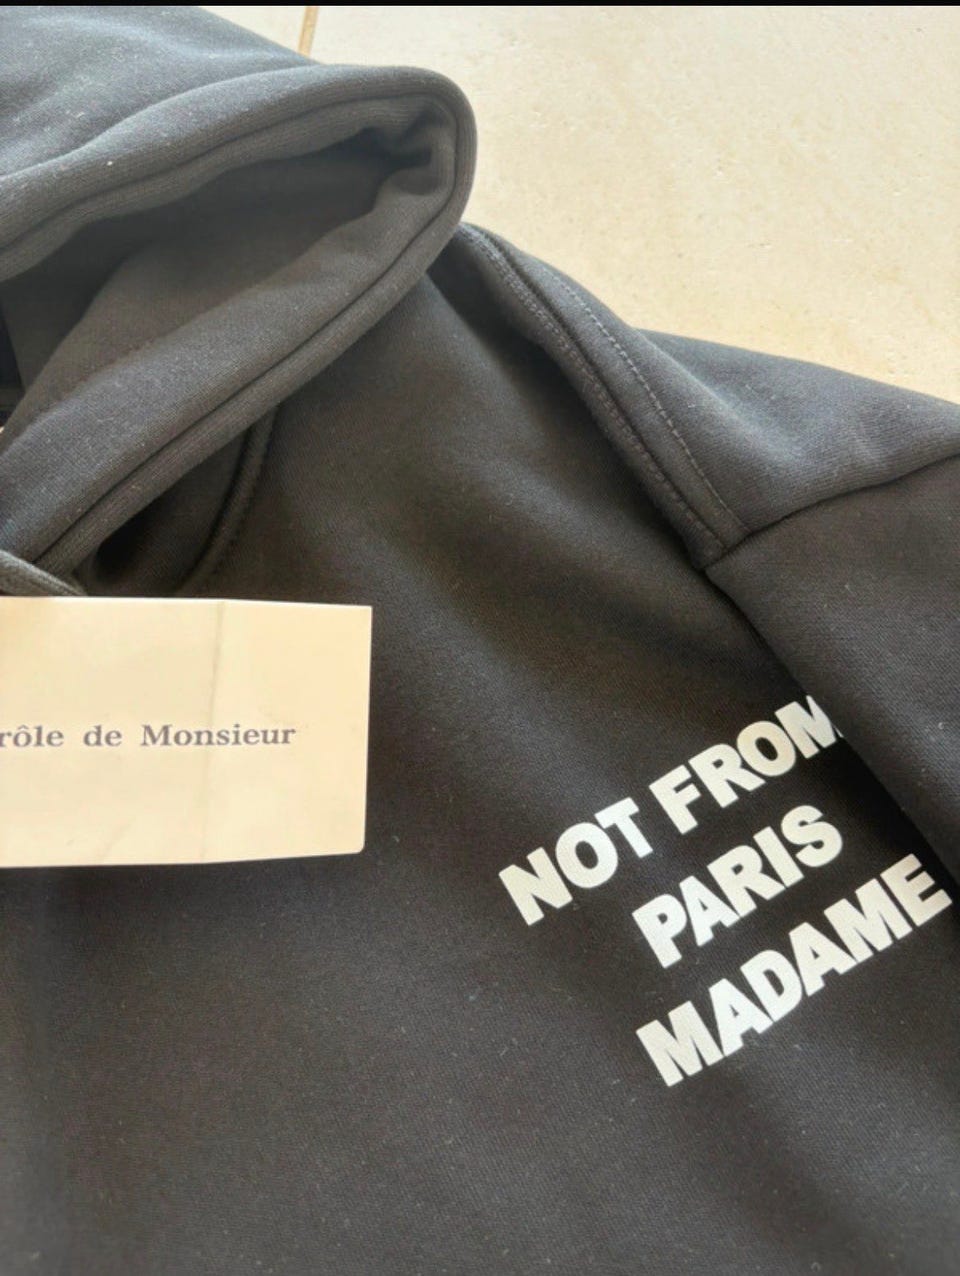 rôle de Monsieur
NOT FROM
PARIS
MADAME